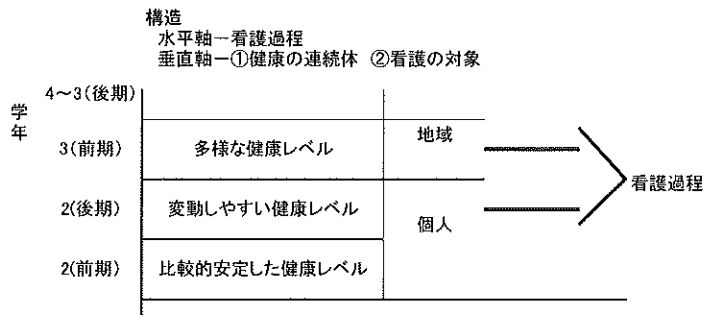 構造
水平軸ー看護過程
垂直軸ー①健康の連続体 ②看護の対象
学年
4～3(後期)
3(前期)
多様な健康レベル
地域
2(後期)
変動しやすい健康レベル
個人
2(前期)
比較的安定した健康レベル
看護過程